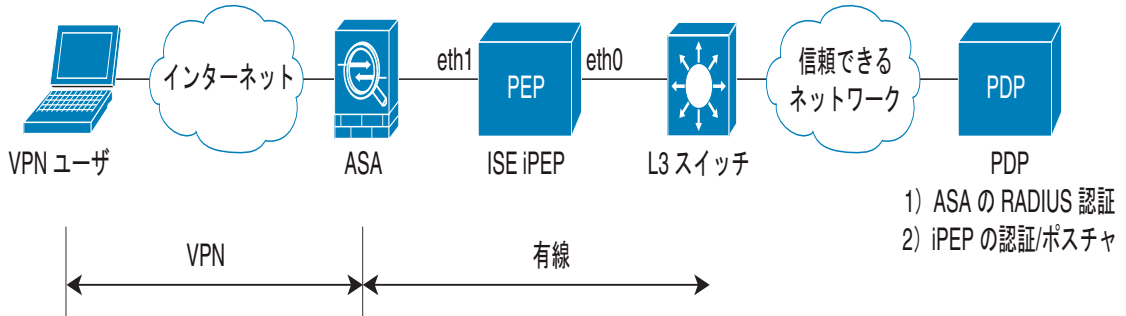 インターネット
eth1
PEP
eth0
信頼できる
ネットワーク
PDP
VPN ユーザ
ASA
ISE iPEP
L3 スイッチ
PDP
1) ASA の RADIUS 認証
2) iPEP の認証/ポスチャ
VPN
有線